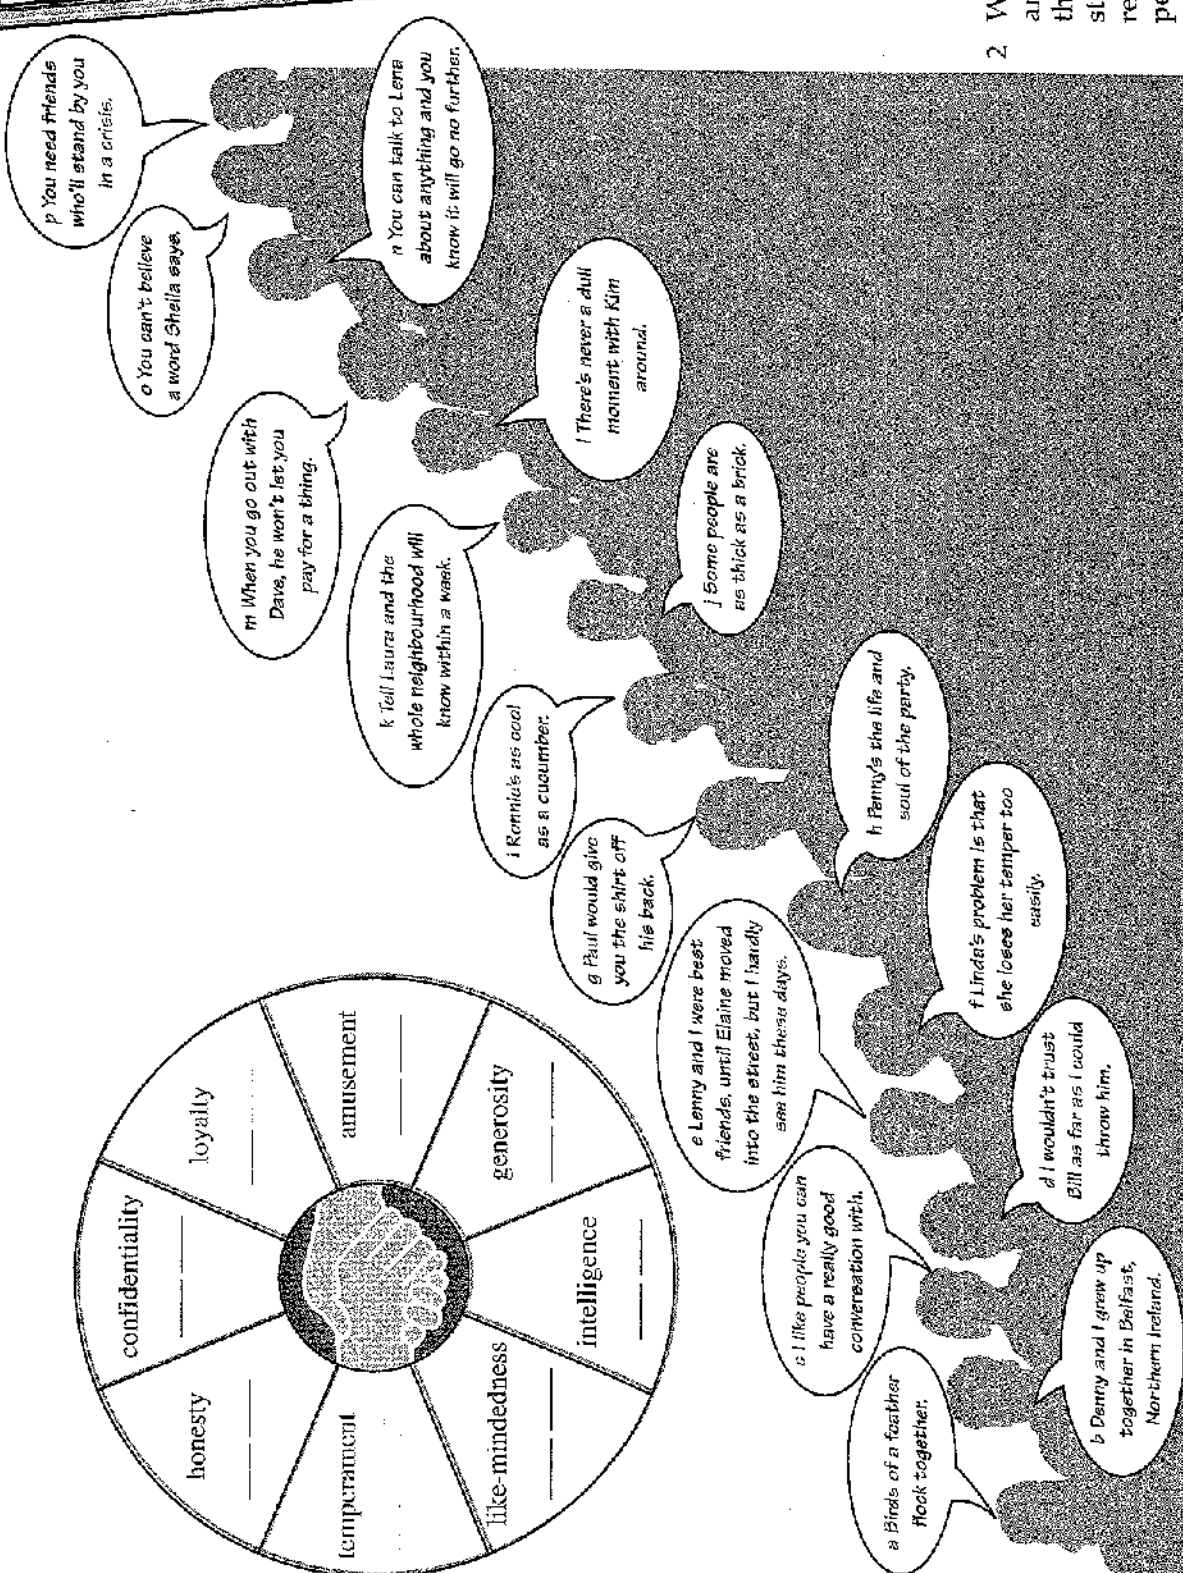 honesty
confidentiality
loyalty
amusement
generosity
intelligence
like-mindedness
temperament
a Birds of a feather
flock together.
b Denny and I grew up
together in Belfast,
Northern Ireland.
c I like people you can
have a really good
conversation with.
d I wouldn't trust
Bill as far as I could
throw him.
e Lenny and I were best
friends, until Elaine moved
into the street, but I hardly
see him these days.
f Linda's problem is that
she loses her temper too
easily.
g Paul would give
you the shirt off
his back.
h Penny's the life and
soul of the party.
i Ronnie's as cool
as a cucumber.
j Some people are
as thick as a brick.
k Tell Laura and the
whole neighbourhood will
know within a week.
l There's never a dull
moment with Kim
around.
m When you go out with
Dave, he won't let you
pay for a thing.
n You can talk to Lena
about anything and you
know it will go no further.
o You can't believe
a word Sheila says.
p You need friends
who'll stand by you
in a crisis.
2 W
ar
th
st
re
pe